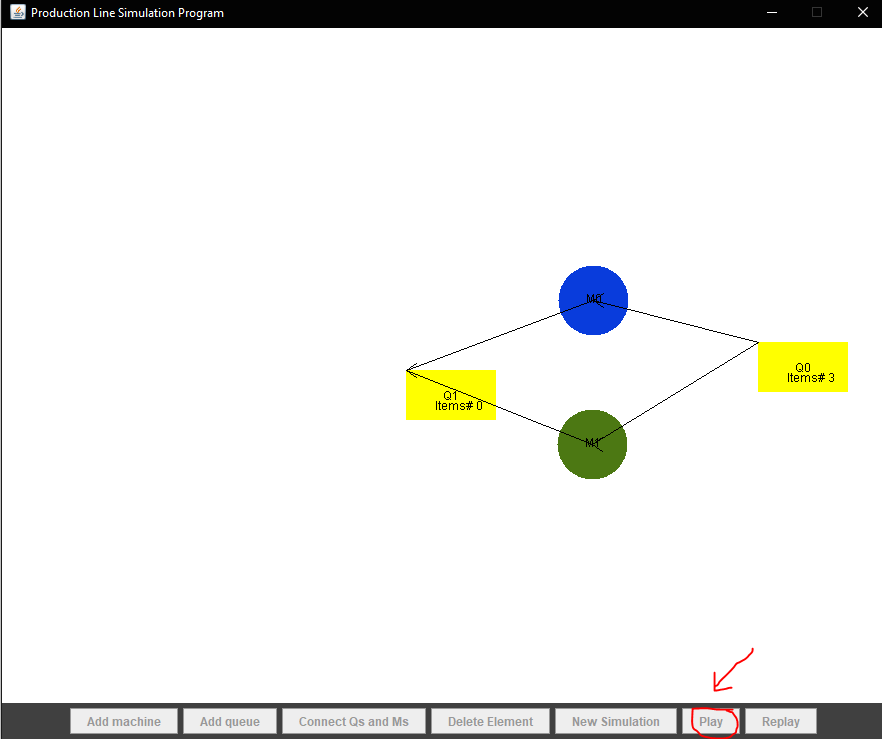 Production Line Simulation Program
M0
Q0
Items# 3
Q1
Items# 0
M1
Add machine Add queue Connect Qs and Ms Delete Element New Simulation Play Replay